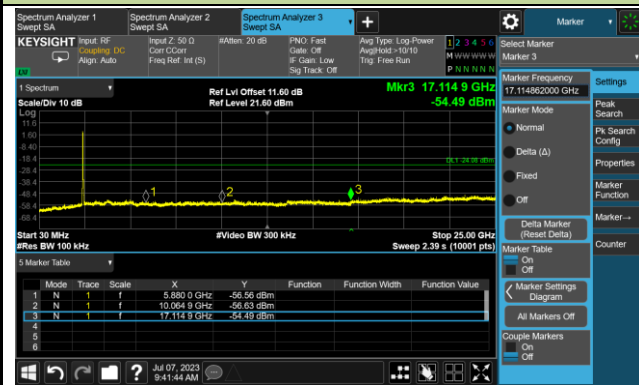 Spectrum Analyzer 1
Swept SA
Spectrum Analyzer 2
Swept SA
Spectrum Analyzer 3
Swept SA
+
Marker
KEYSIGHT
Input: RF
Coupling: DC
Align: Auto
Input Z: 50 Ω
Corr CCorr
Freq Ref: Int (S)
#Atten: 20 dB
PNO: Fast
Gate: Off
IF Gain: Low
Sig Track: Off
Avg Type: Log-Power
Avg|Hold:>10/10
Trig: Free Run
1 2 3 4 5 6
M W W W W W
P N N N N N
LV
Select Marker
Marker 3
1 Spectrum
Scale/Div 10 dB
Ref Lvl Offset 11.60 dB
Ref Level 21.60 dBm
Mkr3 17.114 9 GHz
-54.49 dBm
Log
11.6
1.60
-8.40
-18.4
-28.4
-38.4
-48.4
-58.4
-68.4
DL1 -24.98 dBm
1
2
3
Start 30 MHz
#Res BW 100 kHz
#Video BW 300 kHz
Stop 25.00 GHz
Sweep 2.39 s (10001 pts)
5 Marker Table
Mode Trace Scale X Y Function Function Width Function Value
1 N 1 f 5.880 0 GHz -56.56 dBm
2 N 1 f 10.064 9 GHz -56.63 dBm
3 N 1 f 17.114 9 GHz -54.49 dBm
4
5
6
Marker Frequency
17.114862000 GHz
Marker Mode
Normal
Delta (Δ)
Fixed
Off
Delta Marker
(Reset Delta)
Marker Table
On
Off
Marker Settings
Diagram
All Markers Off
Couple Markers
On
Off
Settings
Peak
Search
Pk Search
Config
Properties
Marker
Function
Marker→
Counter
?
Jul 07, 2023
9:41:44 AM